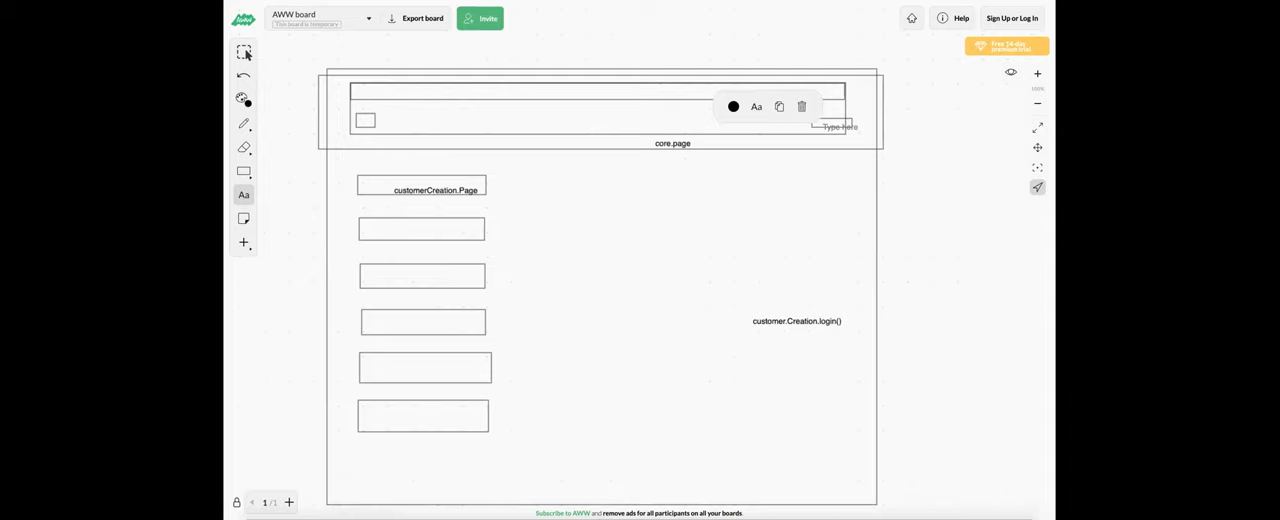 AWW board
This board is temporary
Export board
Invite
Help
Sign Up or Log In
Free 14-day
premium trial
100%
Aa
Type here
core.page
customerCreation.Page
customer.Creation.login()
Aa
1 /1
Subscribe to AWW and remove ads for all participants on all your boards.